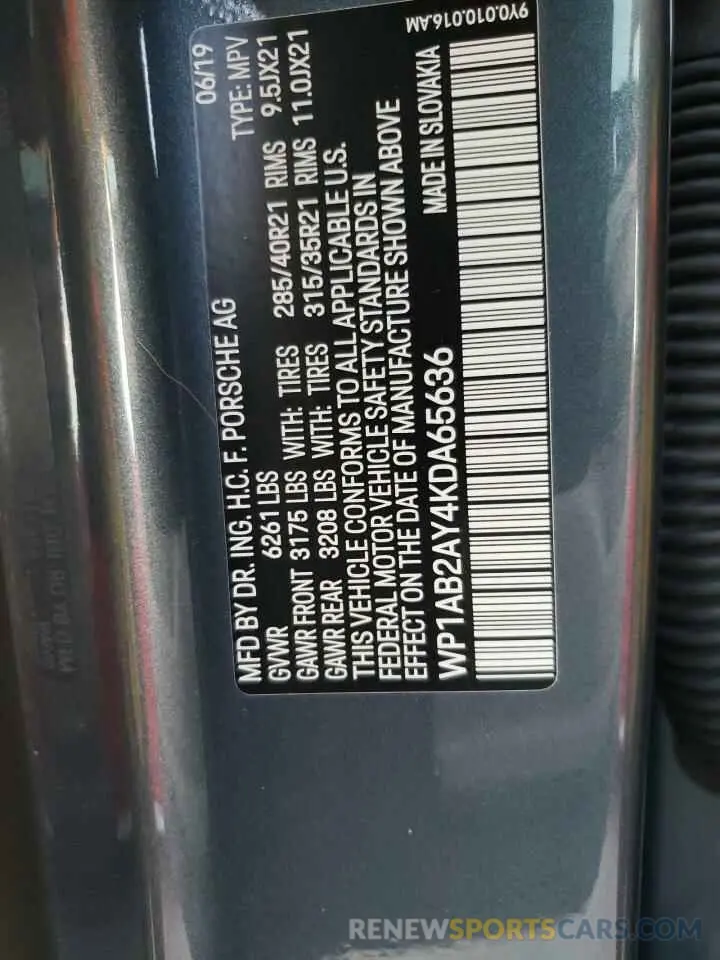 MFD BY DR. ING. H.C. F. PORSCHE AG 06/19
GVWR 6261 LBS TYPE: MPV
GAWR FRONT 3175 LBS WITH: TIRES 285/40R21 RIMS 9.5JX21
GAWR REAR 3208 LBS WITH: TIRES 315/35R21 RIMS 11.0JX21
THIS VEHICLE CONFORMS TO ALL APPLICABLE U.S.
FEDERAL MOTOR VEHICLE SAFETY STANDARDS IN
EFFECT ON THE DATE OF MANUFACTURE SHOWN ABOVE
WP1AB2AY4KDA65636 MADE IN SLOVAKIA
9Y0.010.016.AM
RENEWSPORTSCARS.COM